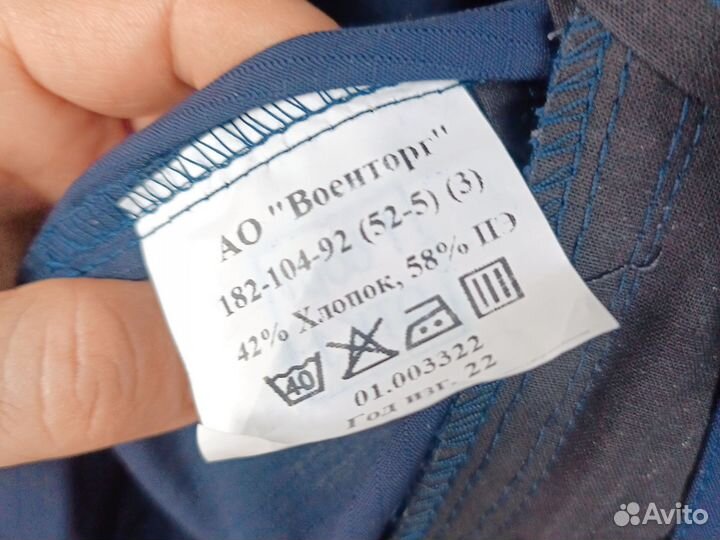 АО "Военторг"
182-104-92 (52-5) (3)
42% Хлопок, 58% ПЭ
40
01.003322
Год изг. 22
Avito